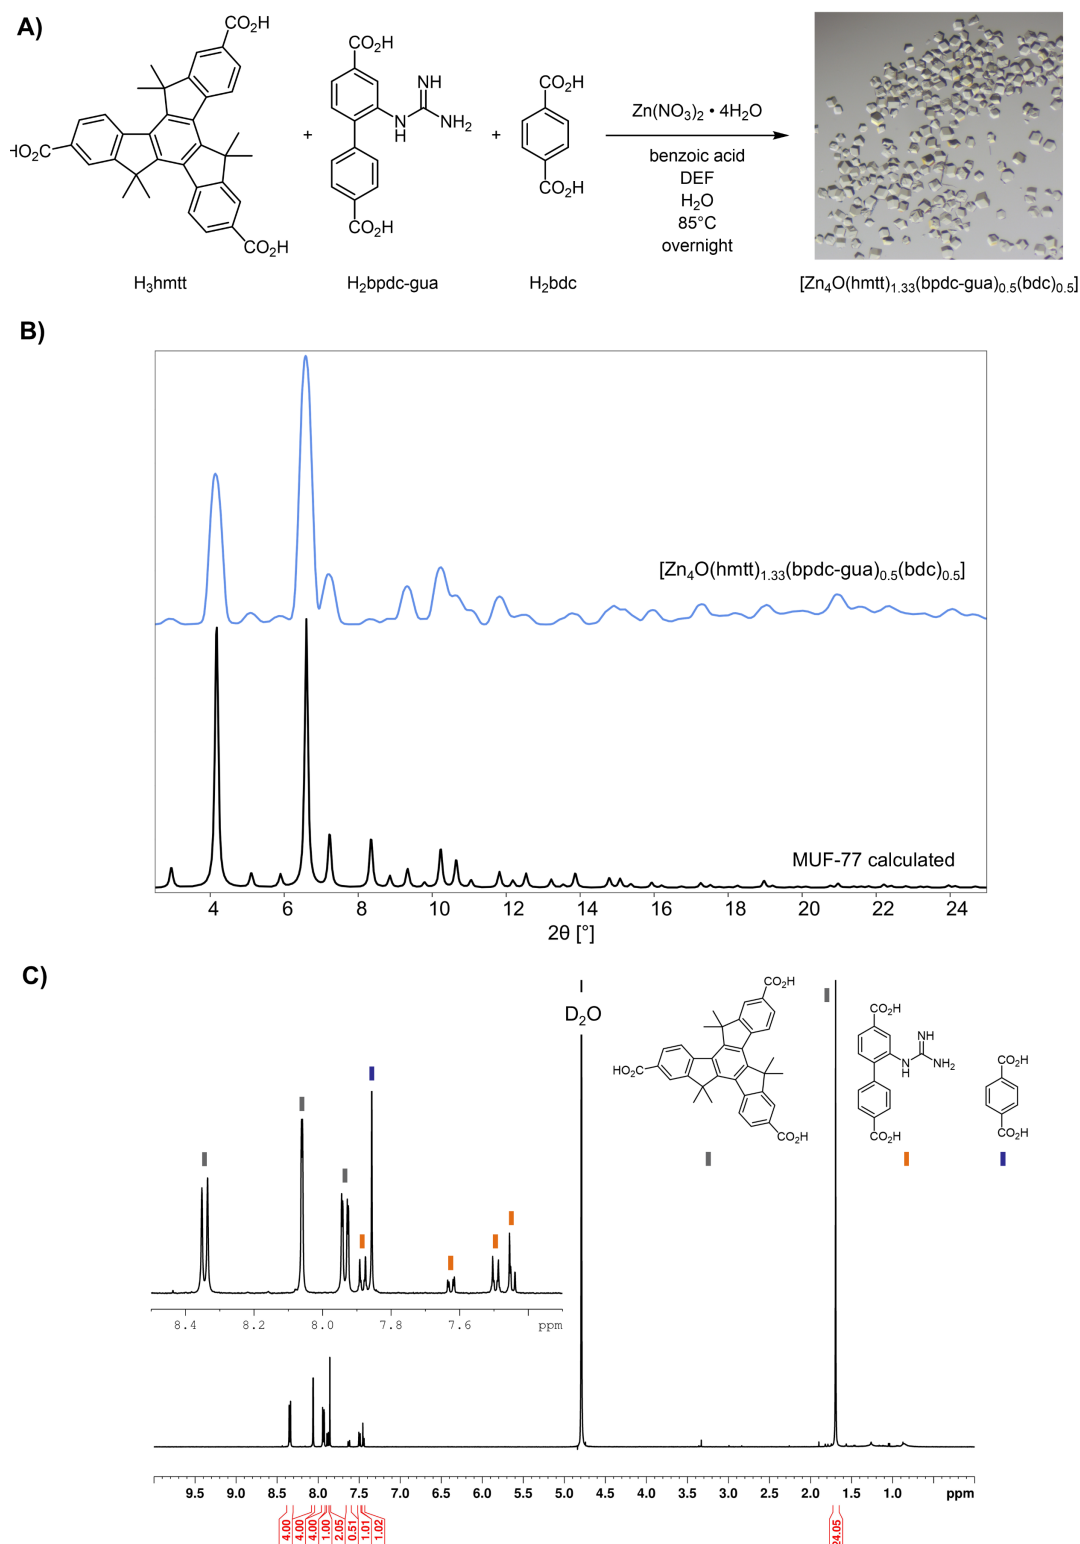 A)
CO₂H
CO₂H
NH
N
H
NH₂
CO₂H
CO₂H
CO₂H
-O₂C
CO₂H
+
+
Zn(NO₃)₂ • 4H₂O
benzoic acid
DEF
H₂O
85°C
overnight
H₃hmtt
H₂bpdc-gua
H₂bdc
[Zn₄O(hmtt)₁.₃₃(bpdc-gua)₀.₅(bdc)₀.₅]
B)
[Zn₄O(hmtt)₁.₃₃(bpdc-gua)₀.₅(bdc)₀.₅]
MUF-77 calculated
4 6 8 10 12 14 16 18 20 22 24
2θ [°]
C)
D₂O
CO₂H
HO₂C
CO₂H
CO₂H
NH
N
H
NH₂
CO₂H
CO₂H
CO₂H
8.4 8.2 8.0 7.8 7.6 ppm
9.5 9.0 8.5 8.0 7.5 7.0 6.5 6.0 5.5 5.0 4.5 4.0 3.5 3.0 2.5 2.0 1.5 1.0 ppm
4.00
4.00
4.00
1.00
2.05
0.51
1.01
1.02
24.05